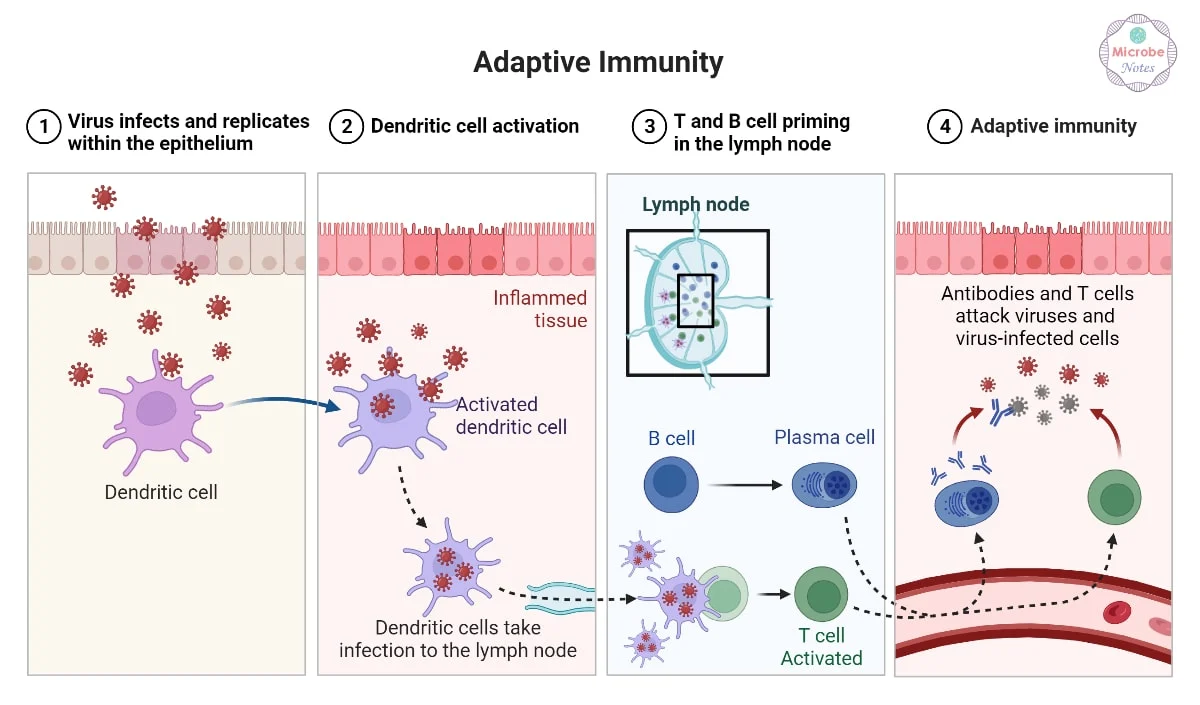 Microbe
Notes
Adaptive Immunity
1 Virus infects and replicates
within the epithelium
2 Dendritic cell activation
3 T and B cell priming
in the lymph node
4 Adaptive immunity
Dendritic cell
Inflammed
tissue
Activated
dendritic cell
Dendritic cells take
infection to the lymph node
Lymph node
B cell
Plasma cell
T cell
Activated
Antibodies and T cells
attack viruses and
virus-infected cells